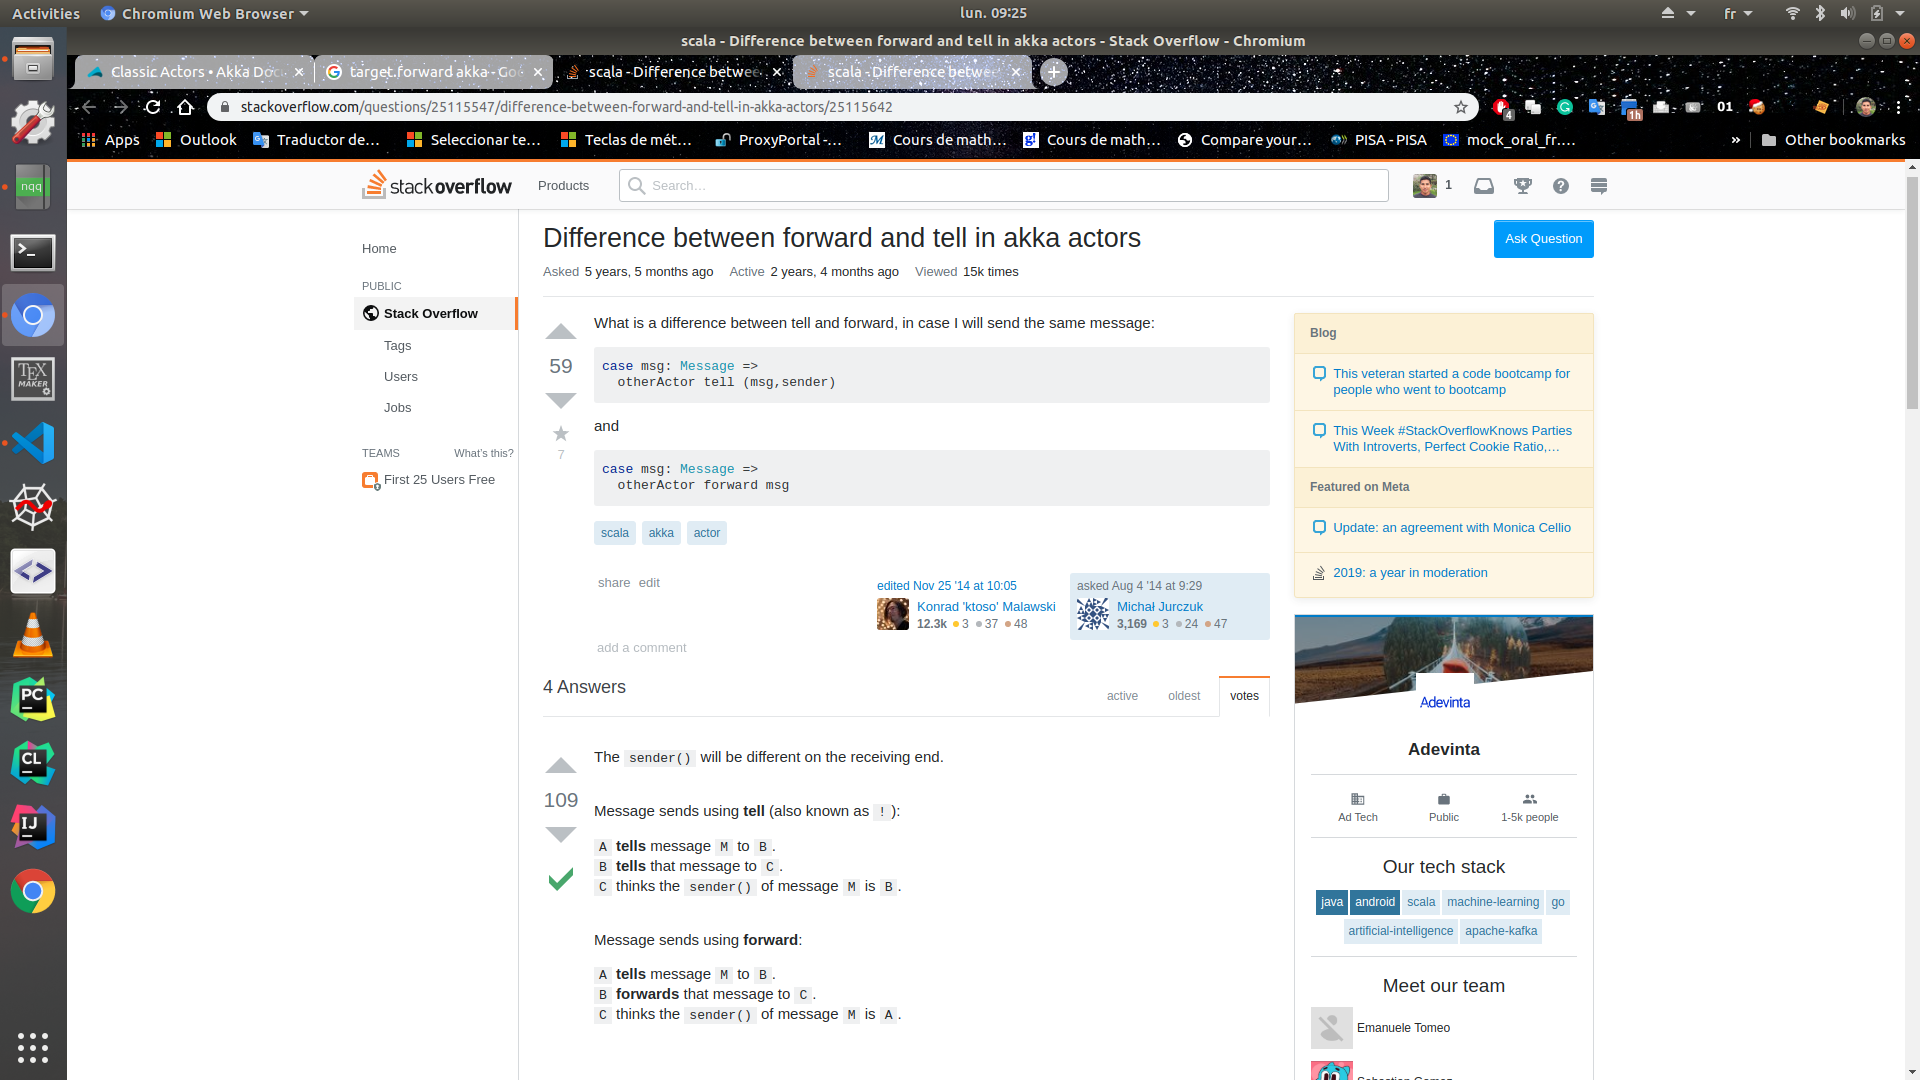 Activities
Chromium Web Browser
lun. 09:25
fr
scala - Difference between forward and tell in akka actors - Stack Overflow - Chromium
Classic Actors • Akka Doc
target.forward akka - Goo
scala - Difference betwee
scala - Difference betwee
stackoverflow.com/questions/25115547/difference-between-forward-and-tell-in-akka-actors/25115642
4
1h
01
Apps
Outlook
Traductor de…
Seleccionar te…
Teclas de mét…
ProxyPortal -…
Cours de math…
Cours de math…
Compare your…
PISA - PISA
mock_oral_fr.…
»
Other bookmarks
stackoverflow
Products
Search…
1
Home
PUBLIC
Stack Overflow
Tags
Users
Jobs
TEAMS
What's this?
First 25 Users Free
Difference between forward and tell in akka actors
Ask Question
Asked 5 years, 5 months ago
Active 2 years, 4 months ago
Viewed 15k times
59
7
What is a difference between tell and forward, in case I will send the same message:
case msg: Message =>
otherActor tell (msg,sender)
and
case msg: Message =>
otherActor forward msg
scala
akka
actor
share edit
edited Nov 25 '14 at 10:05
Konrad 'ktoso' Malawski
12.3k 3 37 48
asked Aug 4 '14 at 9:29
Michał Jurczuk
3,169 3 24 47
add a comment
4 Answers
active
oldest
votes
109
The sender() will be different on the receiving end.
Message sends using tell (also known as !):
A tells message M to B.
B tells that message to C.
C thinks the sender() of message M is B.
Message sends using forward:
A tells message M to B.
B forwards that message to C.
C thinks the sender() of message M is A.
Blog
This veteran started a code bootcamp for
people who went to bootcamp
This Week #StackOverflowKnows Parties
With Introverts, Perfect Cookie Ratio,…
Featured on Meta
Update: an agreement with Monica Cellio
2019: a year in moderation
Adevinta
Adevinta
Ad Tech
Public
1-5k people
Our tech stack
java
android
scala
machine-learning
go
artificial-intelligence
apache-kafka
Meet our team
Emanuele Tomeo
nqq
TEX
MAKER
PC
CL
IJ